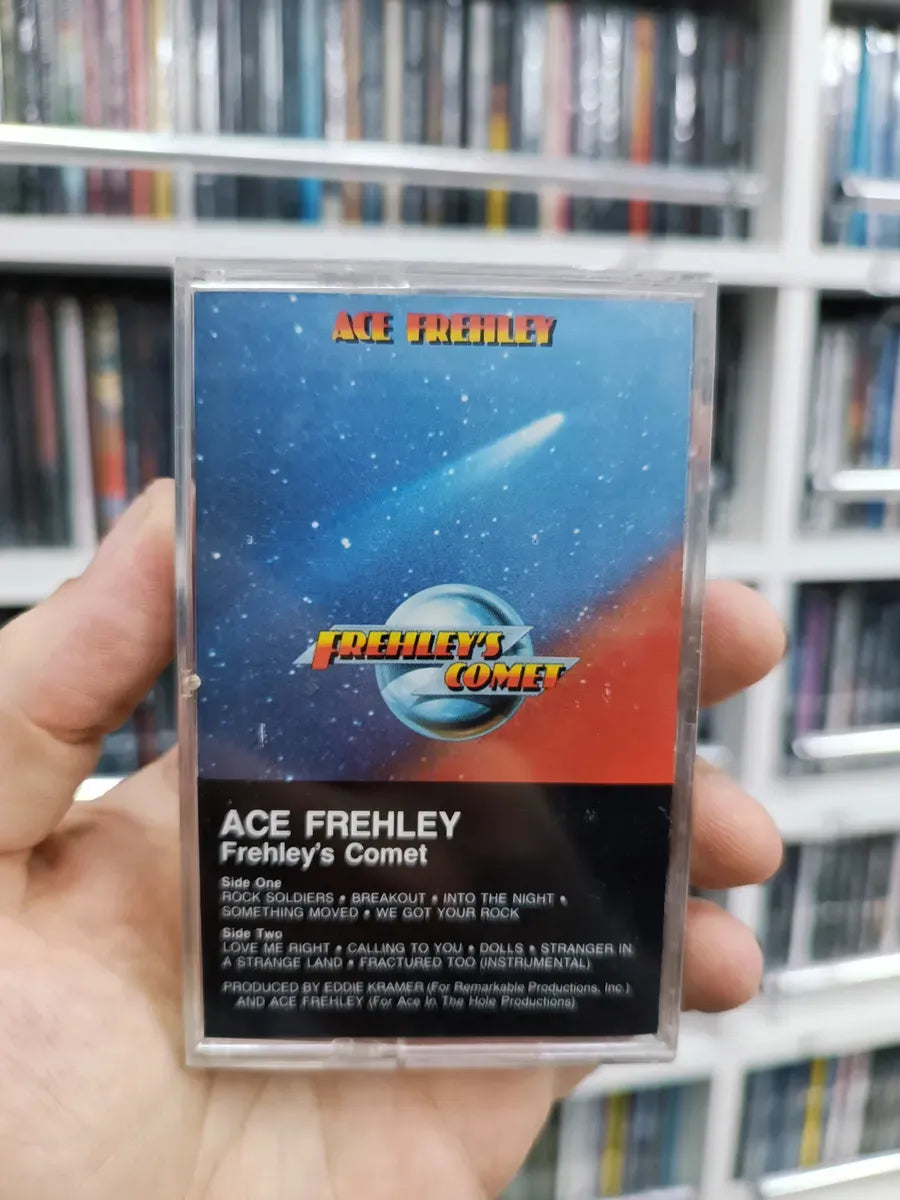 ACE FREHLEY
FREHLEY'S
COMET
ACE FREHLEY
Frehley's Comet
Side One
ROCK SOLDIERS • BREAKOUT • INTO THE NIGHT •
SOMETHING MOVED • WE GOT YOUR ROCK
Side Two
LOVE ME RIGHT • CALLING TO YOU • DOLLS • STRANGER IN
A STRANGE LAND • FRACTURED TOO (INSTRUMENTAL)
PRODUCED BY EDDIE KRAMER (For Remarkable Productions, Inc.)
AND ACE FREHLEY (For Ace In The Hole Productions)